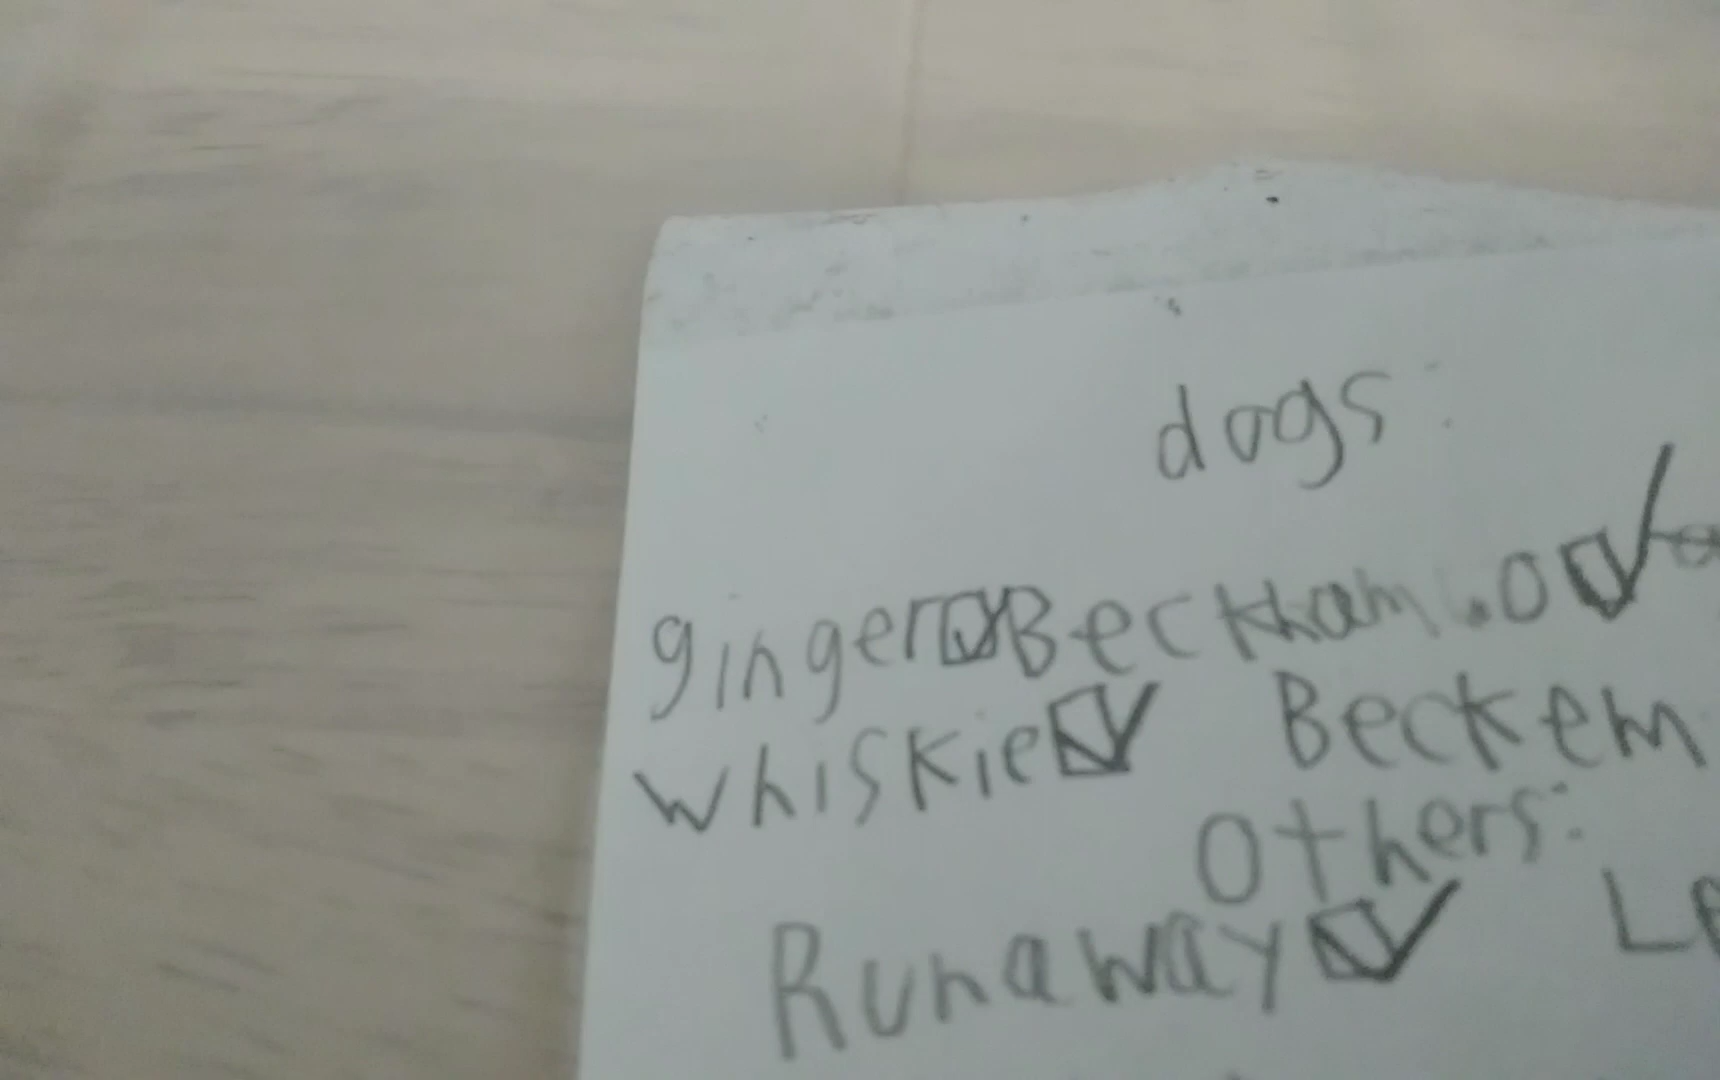 dogs:
ginger ☑ Beckham .O ☑
whiskie ☑ Beckem
Others:
Runaway ☑